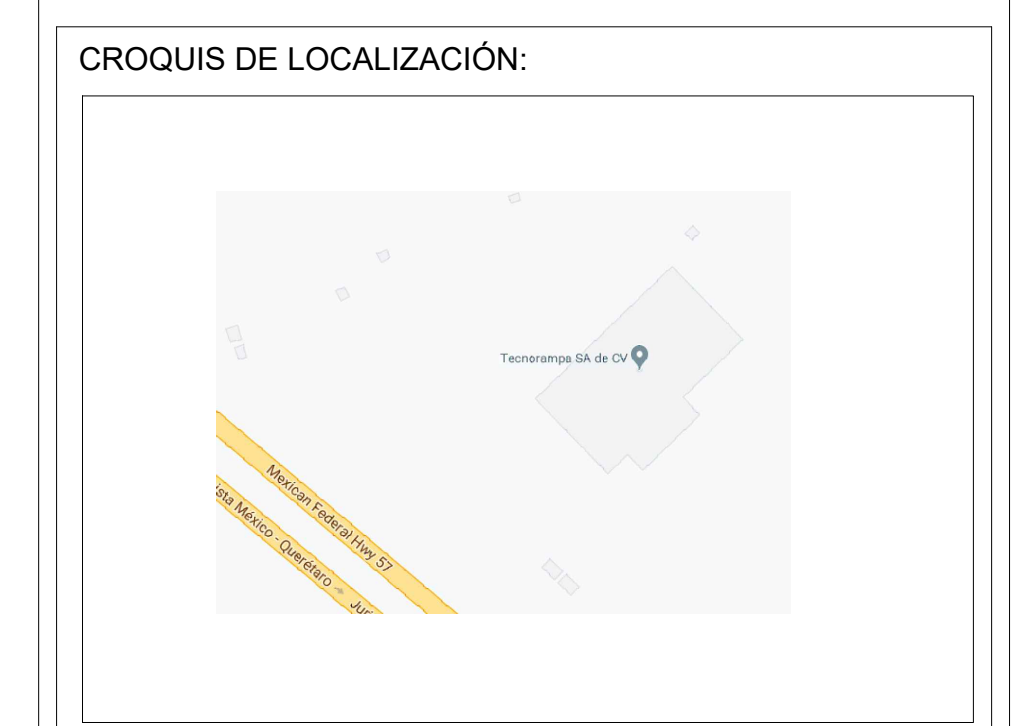 CROQUIS DE LOCALIZACIÓN:
Tecnorampa SA de CV
Mexican Federal Hwy 57
ista México - Querétaro